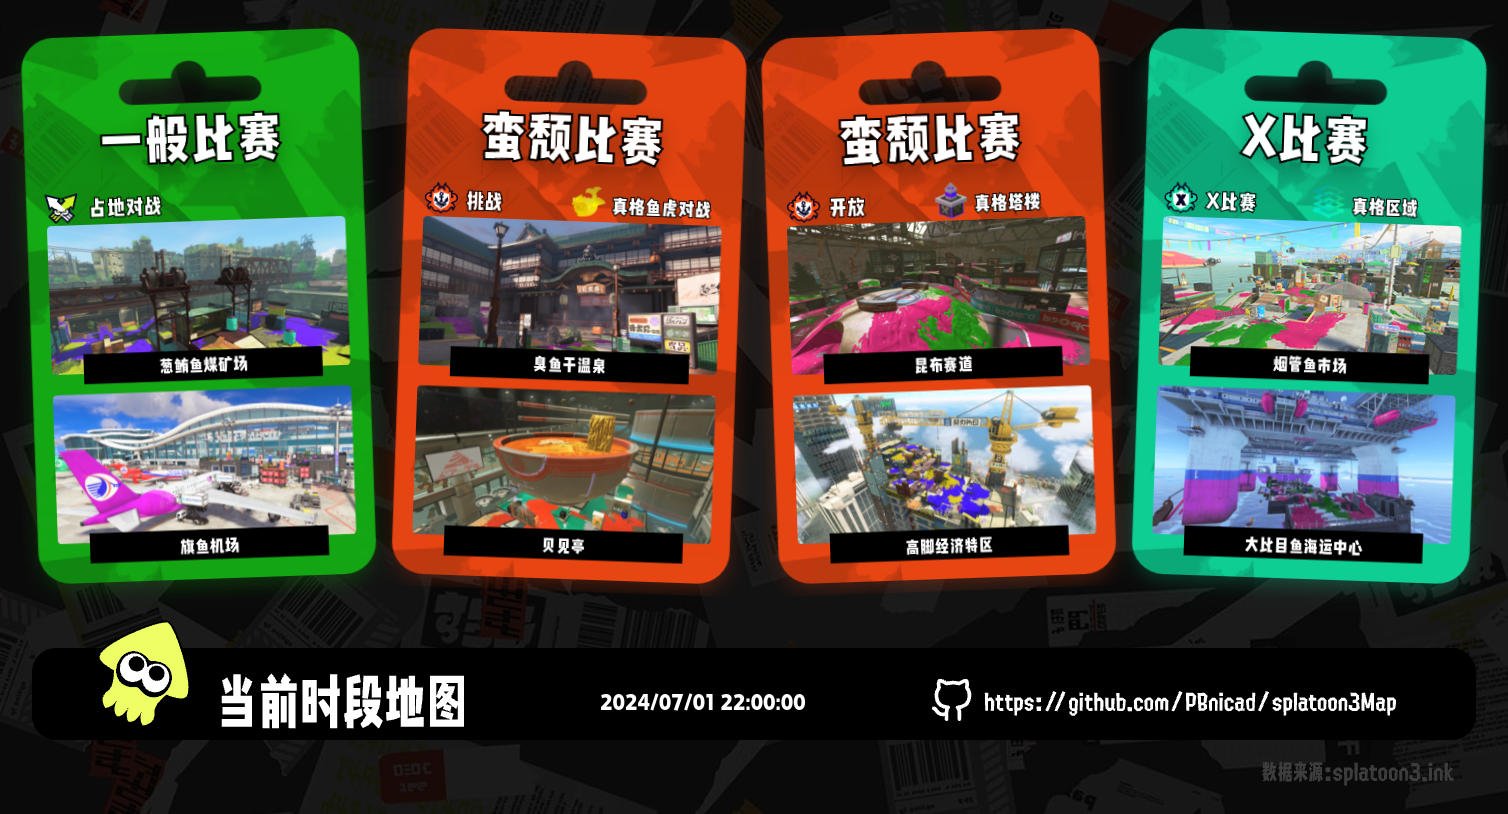 一般比赛
占地对战
葱鲔鱼煤矿场
旗鱼机场
蛮颓比赛
挑战
真格鱼虎对战
臭鱼干温泉
贝见亭
蛮颓比赛
开放
真格塔楼
昆布赛道
高脚经济特区
X比赛
X比赛
真格区域
烟管鱼市场
大比目鱼海运中心
当前时段地图
2024/07/01 22:00:00
https://github.com/PBnicad/splatoon3Map
数据来源:splatoon3.ink